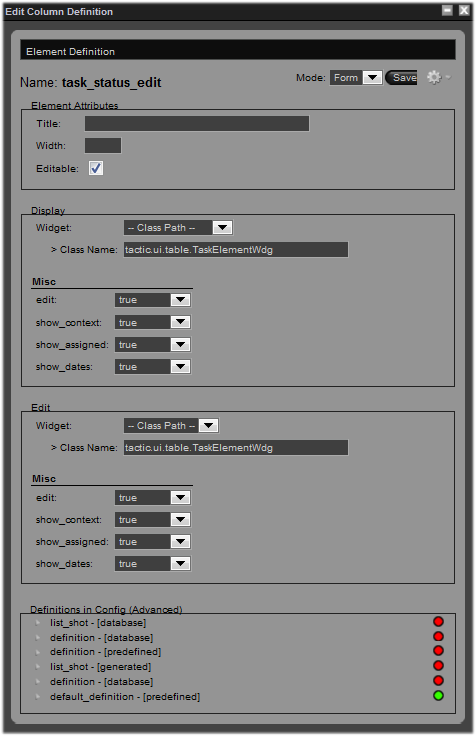 Edit Column Definition
Element Definition
Name: task_status_edit Mode: Form Save
Element Attributes
Title:
Width:
Editable:
Display
Widget: -- Class Path --
> Class Name: tactic.ui.table.TaskElementWdg
Misc
edit: true
show_context: true
show_assigned: true
show_dates: true
Edit
Widget: -- Class Path --
> Class Name: tactic.ui.table.TaskElementWdg
Misc
edit: true
show_context: true
show_assigned: true
show_dates: true
Definitions in Config (Advanced)
list_shot - [database]
definition - [database]
definition - [predefined]
list_shot - [generated]
definition - [database]
default_definition - [predefined]